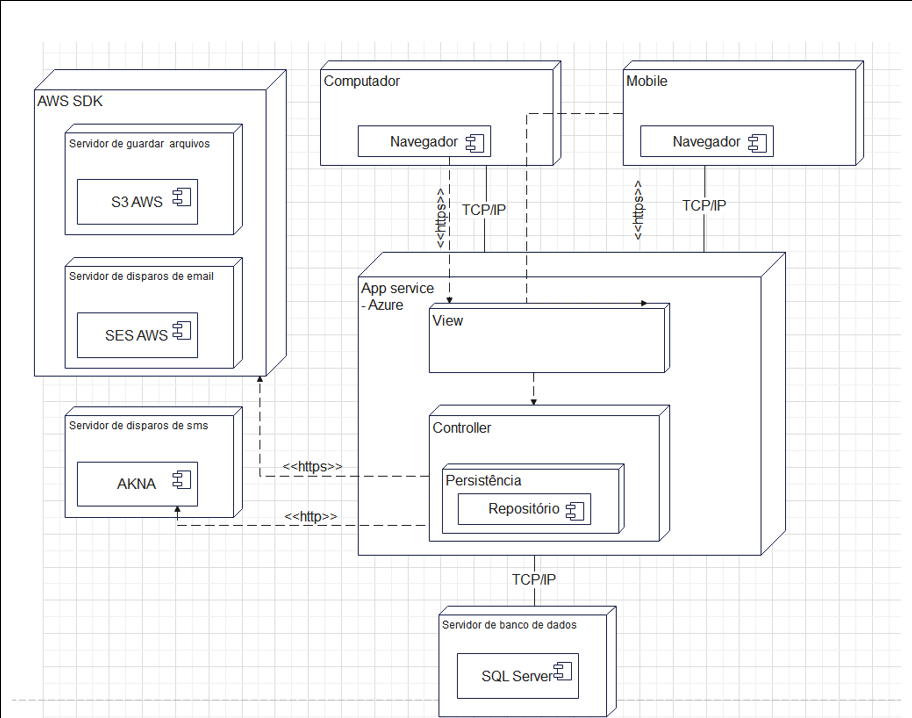 AWS SDK
Servidor de guardar arquivos
S3 AWS
Servidor de disparos de email
SES AWS
Servidor de disparos de sms
AKNA
Computador
Navegador
Mobile
Navegador
<<https>>
TCP/IP
<<https>>
TCP/IP
App service
- Azure
View
Controller
Persistência
Repositório
<<https>>
<<http>>
TCP/IP
Servidor de banco de dados
SQL Server